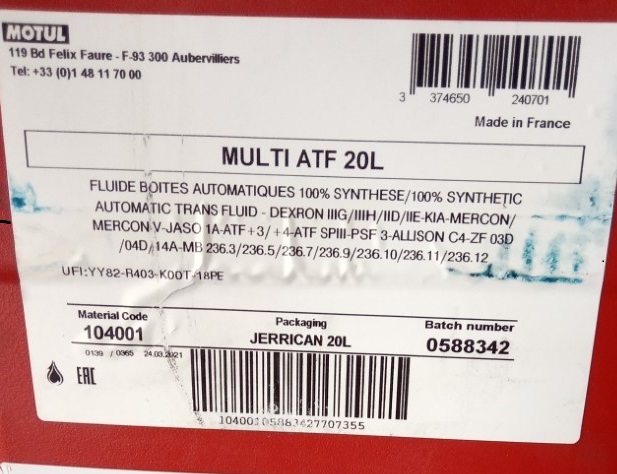 MOTUL
119 Bd Felix Faure - F-93 300 Aubervilliers
Tel: +33 (0)1 48 11 70 00
3 374650 240701
Made in France
MULTI ATF 20L
FLUIDE BOITES AUTOMATIQUES 100% SYNTHESE/100% SYNTHETIC
AUTOMATIC TRANS FLUID - DEXRON IIIG/IIIH/IID/IIE-KIA-MERCON/
MERCON-V-JASO 1A-ATF +3/ +4-ATF SPIII-PSF 3-ALLISON C4-ZF 03D
/04D/14A-MB 236.3/236.5/236.7/236.9/236.10/236.11/236.12
UFI:YY82-R403-K00T-18PE
Material Code
104001
Packaging
JERRICAN 20L
Batch number
0588342
0139 / 0365 24.03.2021
EAC
10400105883427707355